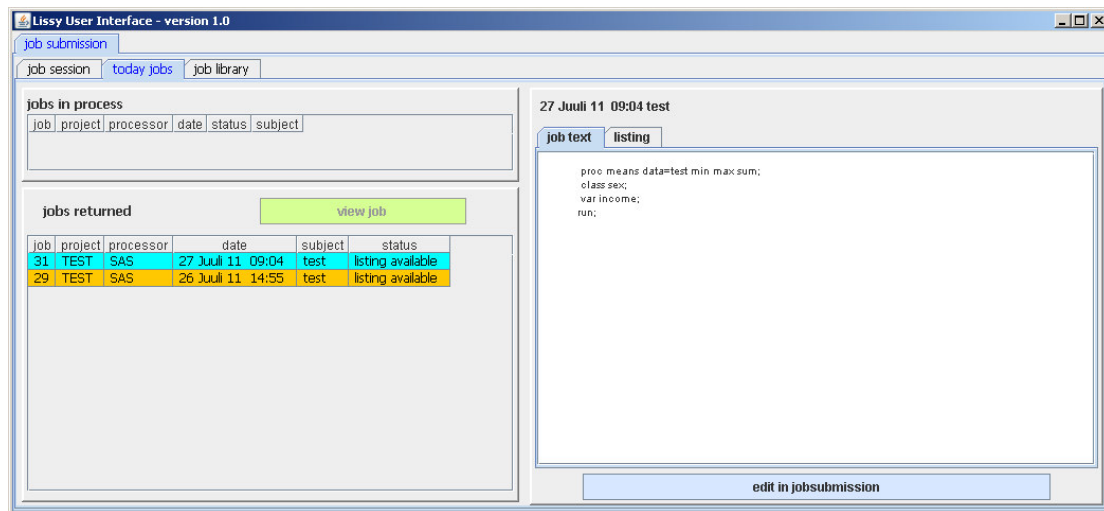 Lissy User Interface - version 1.0
job submission
job session today jobs job library
jobs in process
job project processor date status subject
jobs returned
view job
job project processor date subject status
31 TEST SAS 27 Juuli 11 09:04 test listing available
29 TEST SAS 26 Juuli 11 14:55 test listing available
27 Juuli 11 09:04 test
job text listing
proc means data=test min max sum;
class sex;
var income;
run;
edit in jobsubmission